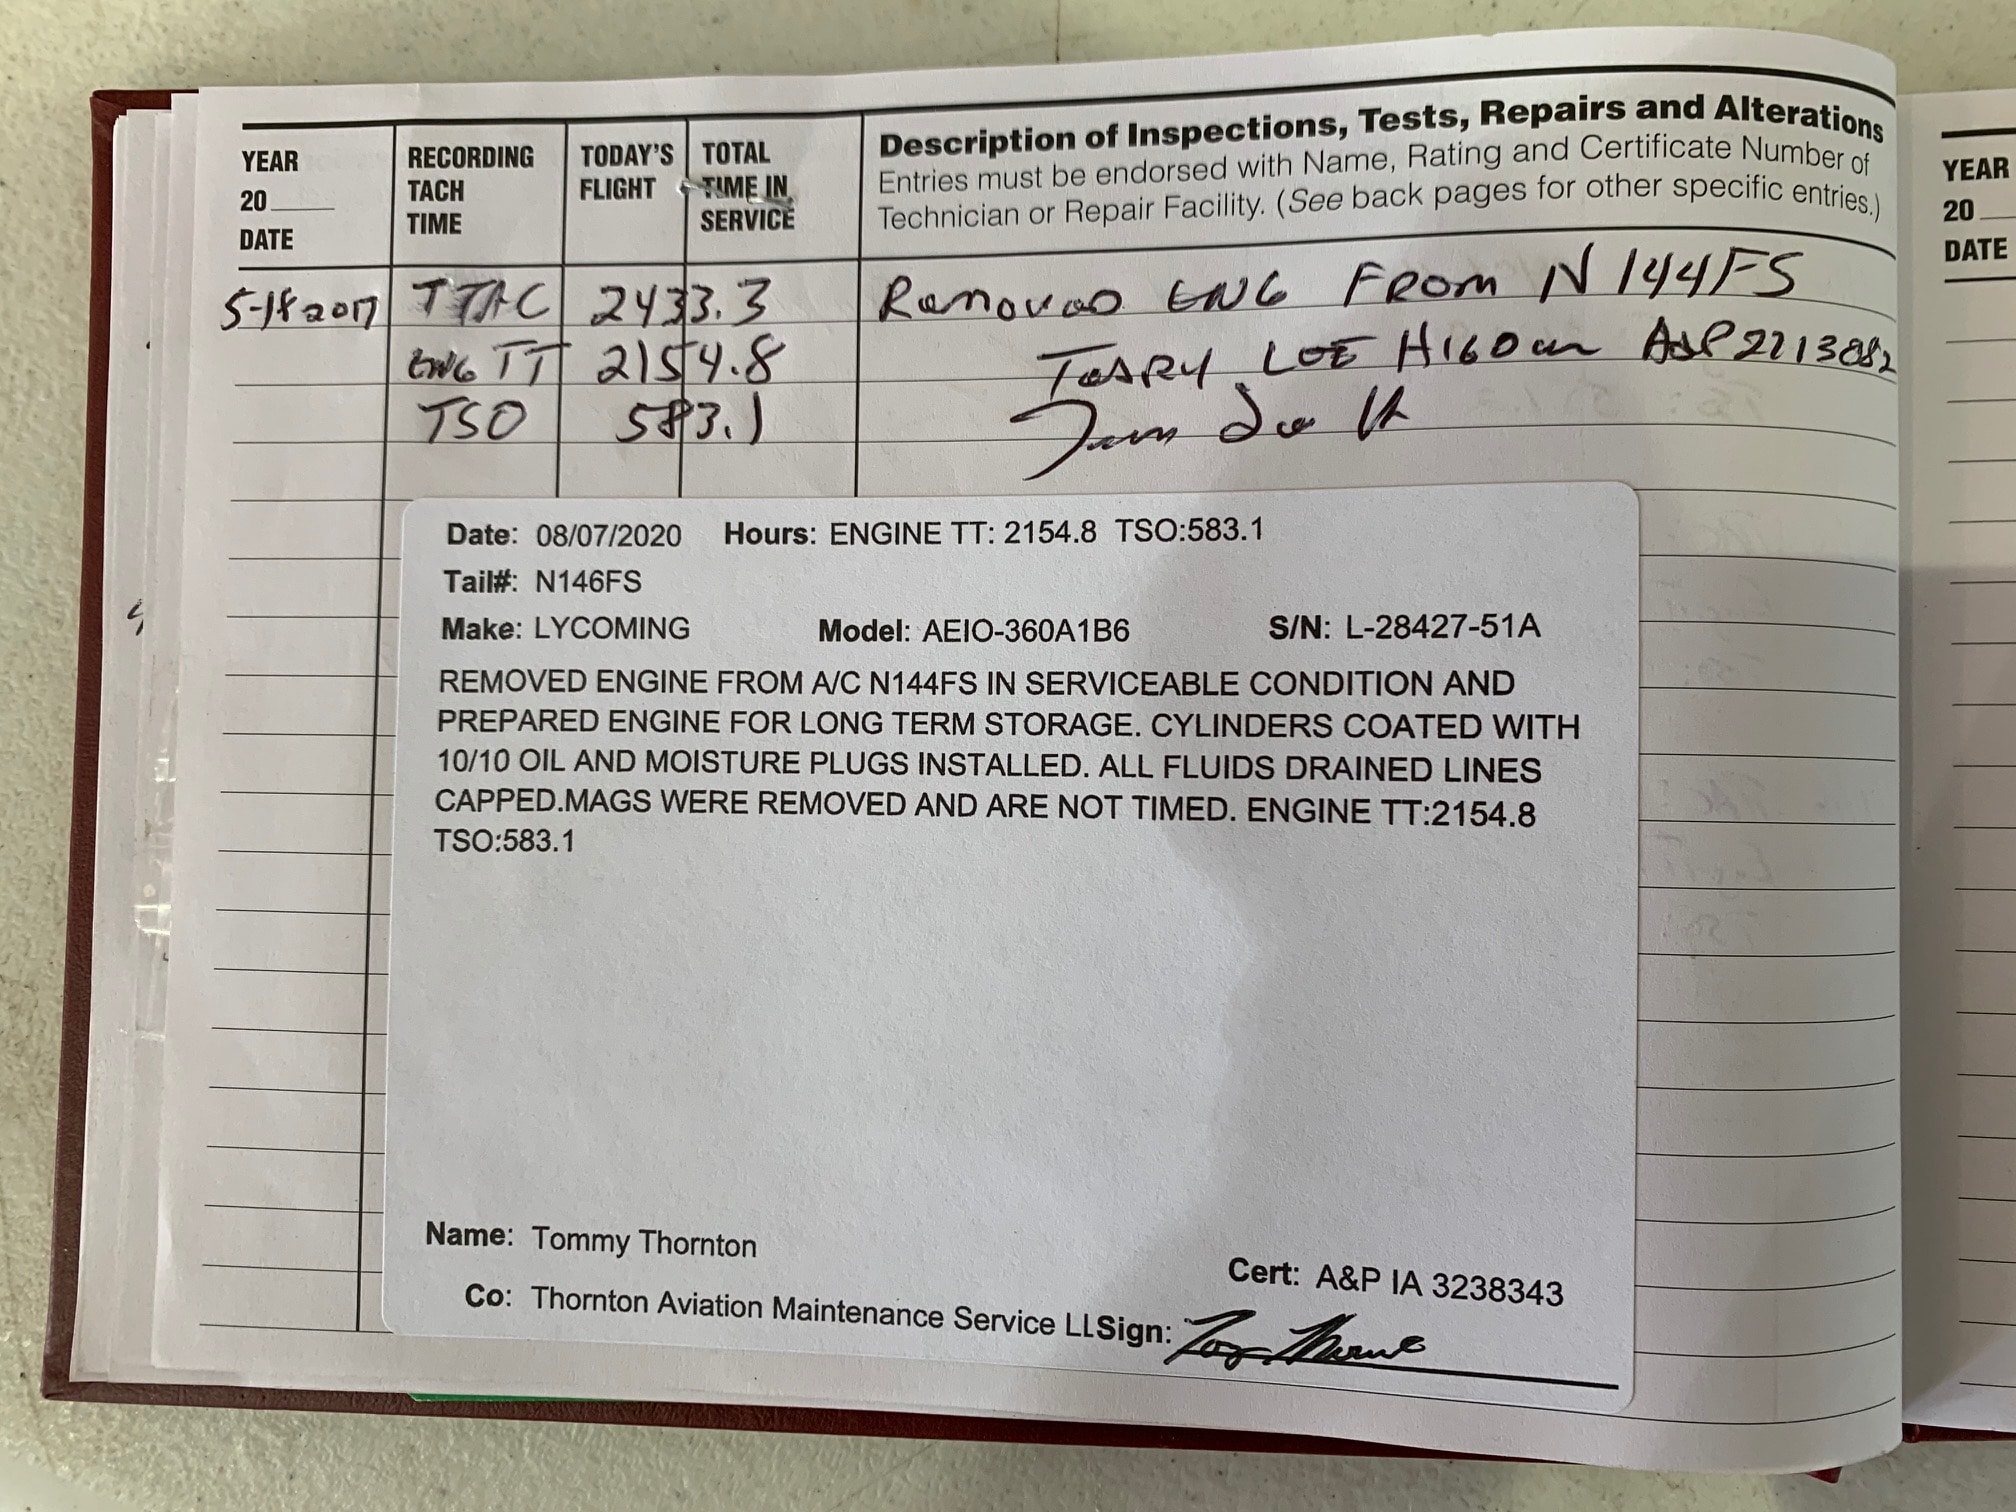 YEAR
20____
DATE
RECORDING
TACH
TIME
TODAY'S
FLIGHT
TOTAL
TIME IN
SERVICE
Description of Inspections, Tests, Repairs and Alterations
Entries must be endorsed with Name, Rating and Certificate Number of
Technician or Repair Facility. (See back pages for other specific entries.)
5-18 2017 TTAC 2433.3 Removed ENG FROM N144FS
ENG TT 2154.8 A&P 2213882
TSO 583.1
Date: 08/07/2020 Hours: ENGINE TT: 2154.8 TSO:583.1
Tail#: N146FS
Make: LYCOMING Model: AEIO-360A1B6 S/N: L-28427-51A
REMOVED ENGINE FROM A/C N144FS IN SERVICEABLE CONDITION AND
PREPARED ENGINE FOR LONG TERM STORAGE. CYLINDERS COATED WITH
10/10 OIL AND MOISTURE PLUGS INSTALLED. ALL FLUIDS DRAINED LINES
CAPPED.MAGS WERE REMOVED AND ARE NOT TIMED. ENGINE TT:2154.8
TSO:583.1
Name: Tommy Thornton
Cert: A&P IA 3238343
Co: Thornton Aviation Maintenance Service LLSign:
YEAR
20
DATE